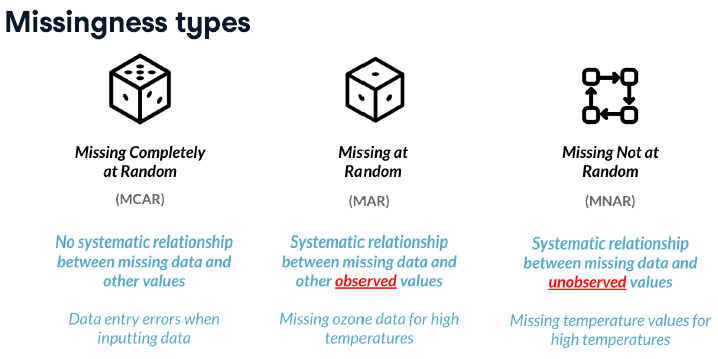 Missingness types
Missing Completely
at Random
(MCAR)
No systematic relationship
between missing data and
other values
Data entry errors when
inputting data
Missing at
Random
(MAR)
Systematic relationship
between missing data and
other observed values
Missing ozone data for high
temperatures
Missing Not at
Random
(MNAR)
Systematic relationship
between missing data and
unobserved values
Missing temperature values for
high temperatures